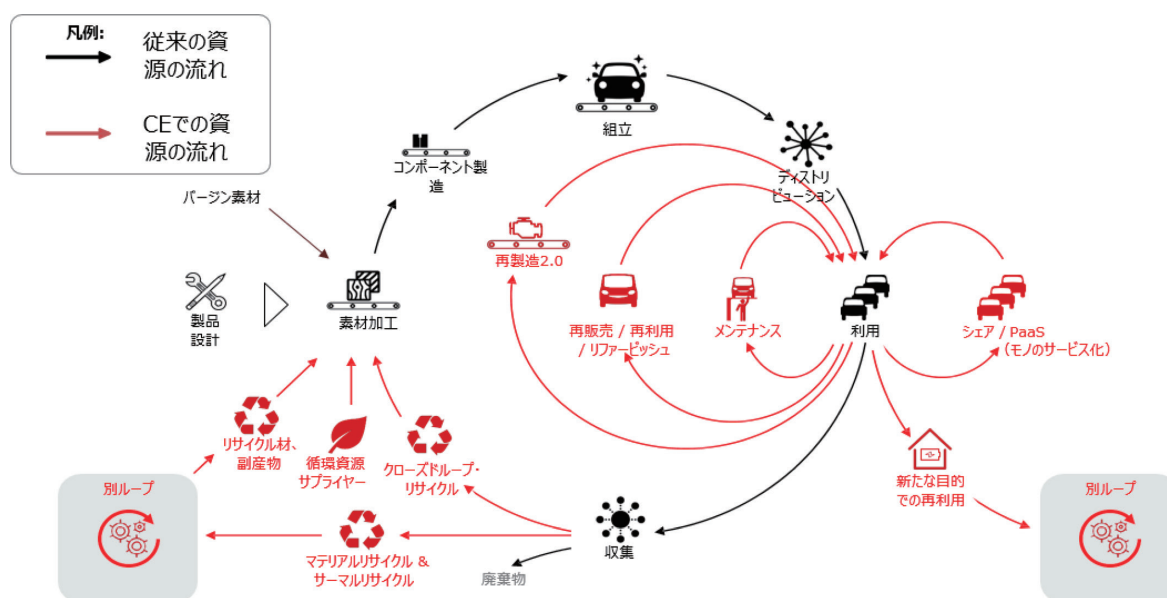 凡例:
従来の資
源の流れ
CEでの資
源の流れ
組立
コンポーネント製
造
ディストリ
ビューション
バージン素材
再製造2.0
製品
設計
素材加工
再販売 / 再利用
/ リファービッシュ
メンテナンス
利用
シェア / PaaS
(モノのサービス化)
リサイクル材、
副産物
循環資源
サプライヤー
クローズドループ・
リサイクル
新たな目的
での再利用
別ループ
別ループ
マテリアルリサイクル &
サーマルリサイクル
収集
廃棄物